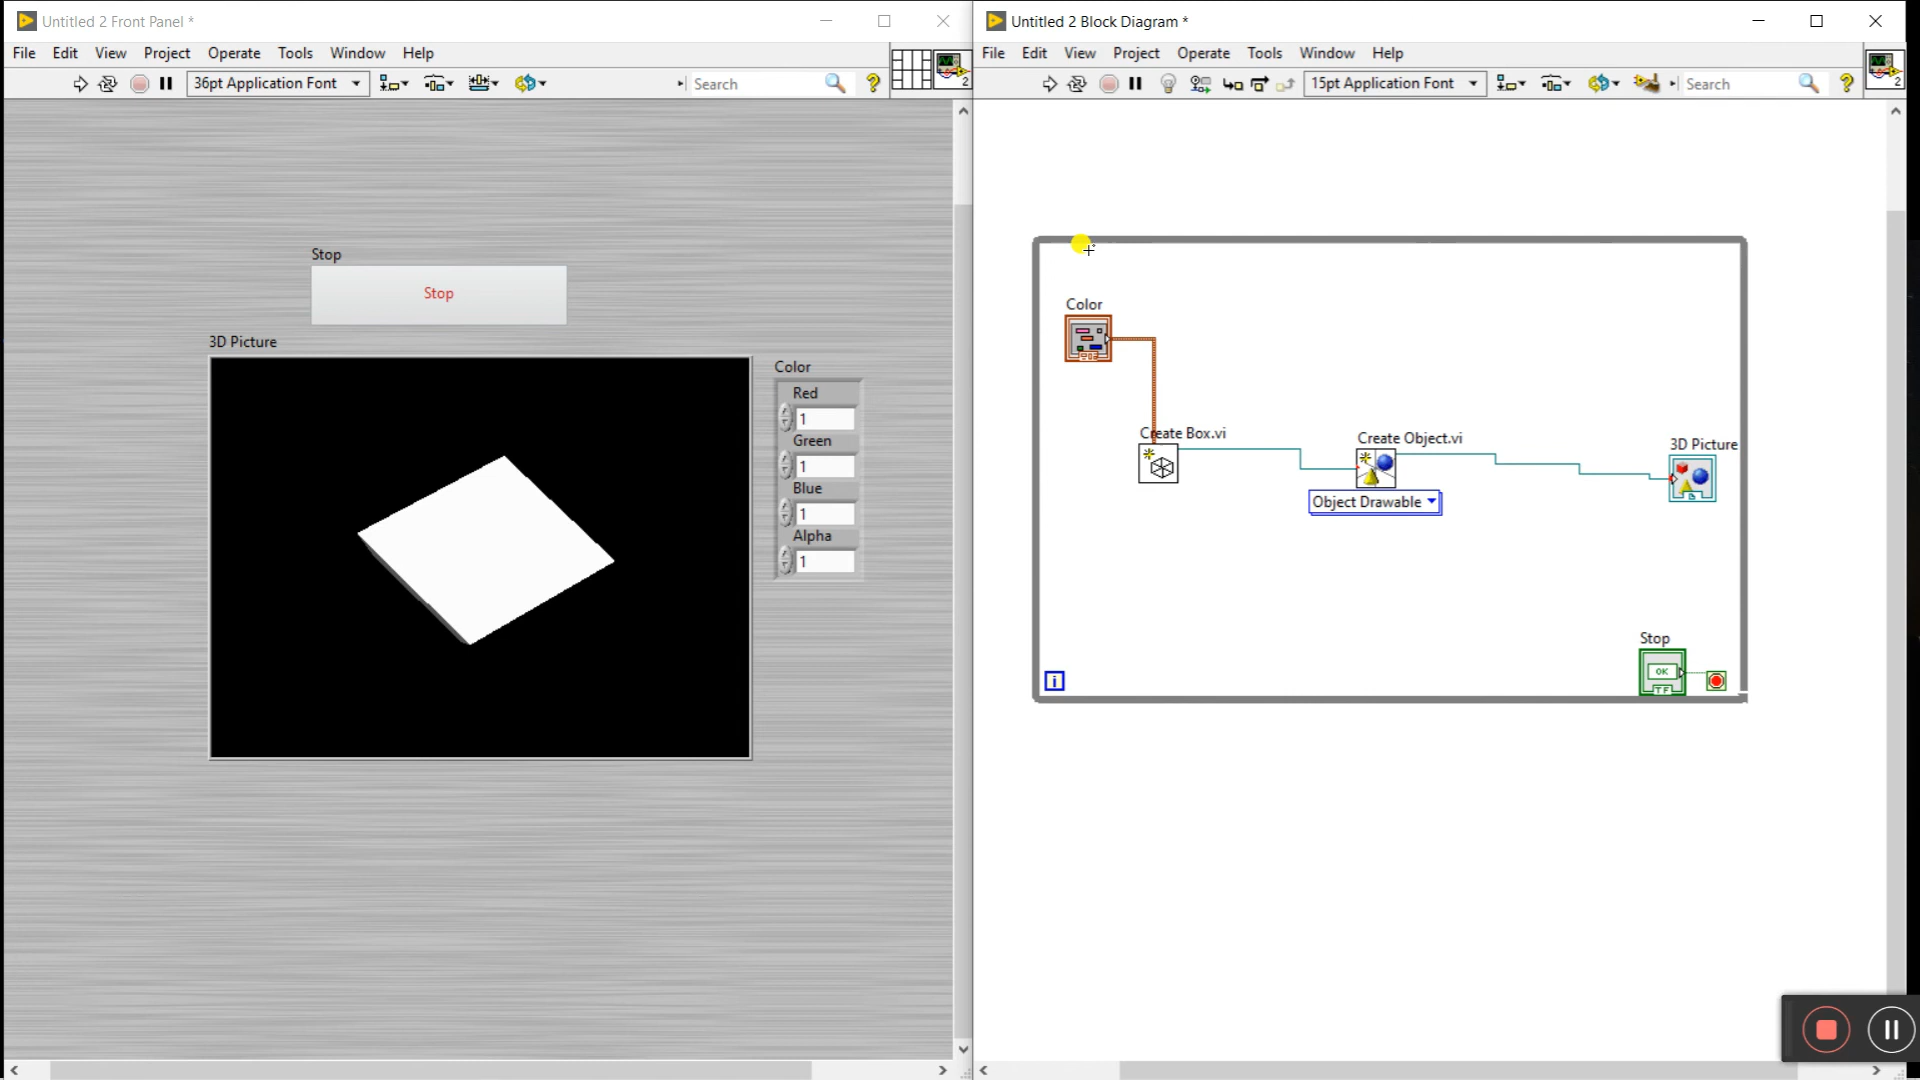 Untitled 2 Front Panel *
File Edit View Project Operate Tools Window Help
36pt Application Font
Search
2
Stop
Stop
3D Picture
Color
Red
1
Green
1
Blue
1
Alpha
1
Untitled 2 Block Diagram *
File Edit View Project Operate Tools Window Help
15pt Application Font
Search
2
Color
Create Box.vi
Create Object.vi
Object Drawable
3D Picture
Stop
OK
TF
i